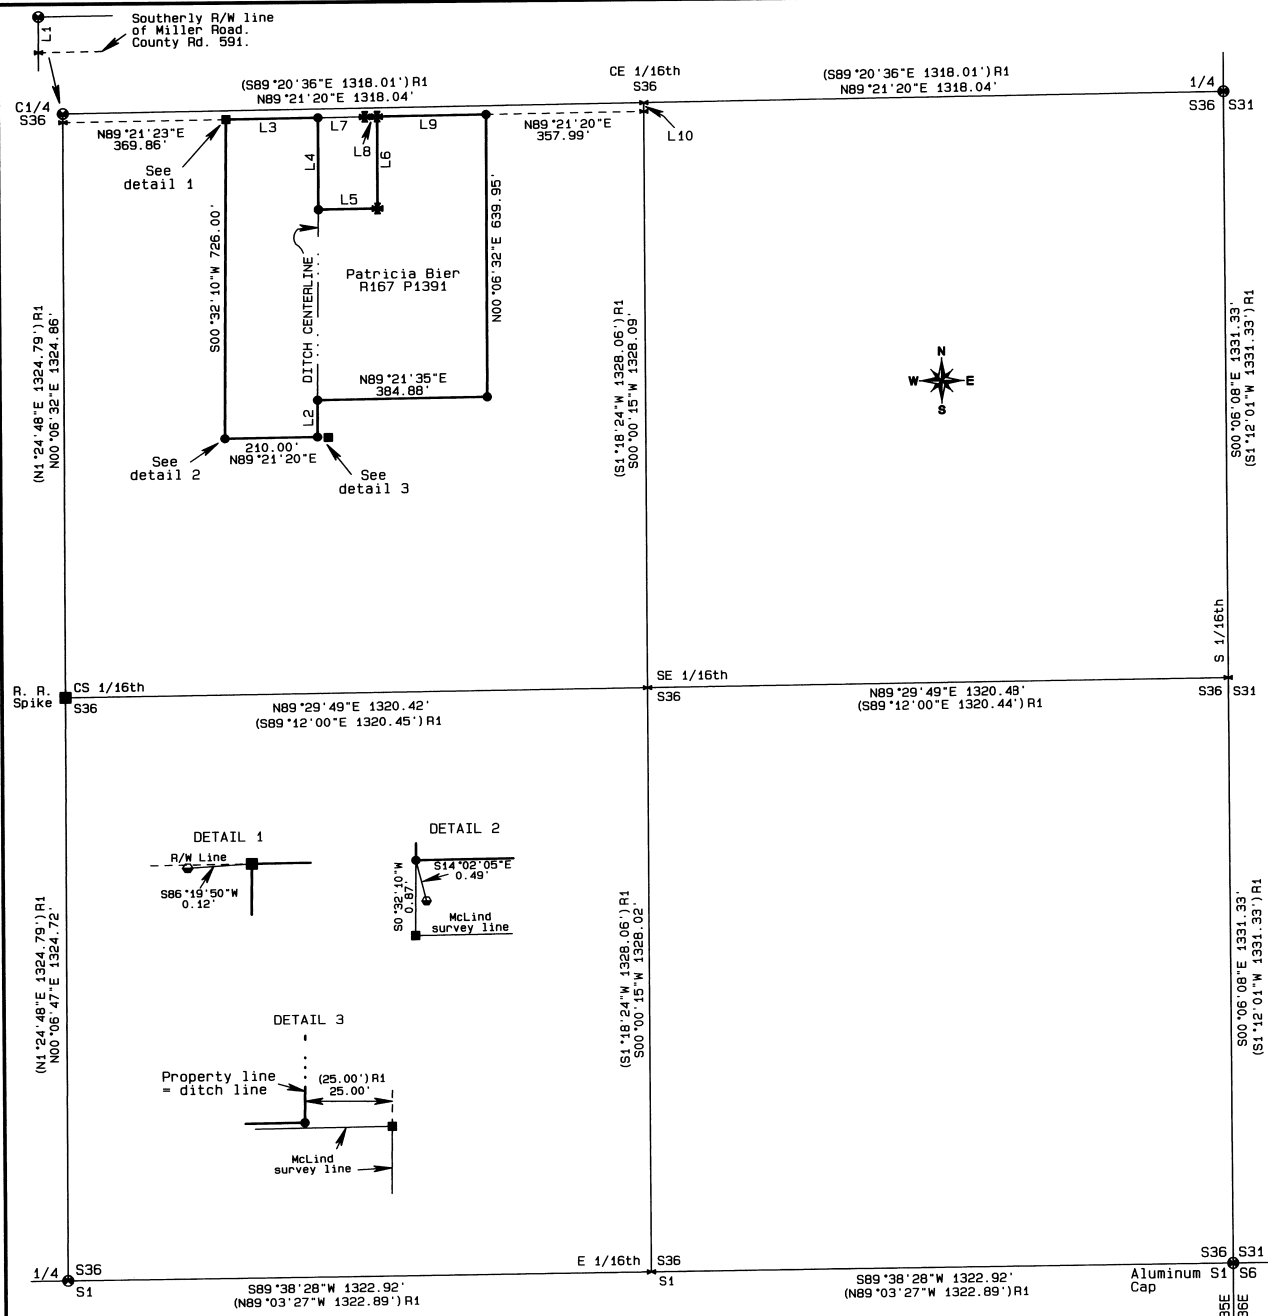 Southerly R/W line
of Miller Road.
County Rd. 591.
L1
C1/4
S36
(S89°20'36"E 1318.01')R1
N89°21'20"E 1318.04'
CE 1/16th
S36
(S89°20'36"E 1318.01')R1
N89°21'20"E 1318.04'
1/4
S36
S31
N89°21'23"E
369.86'
L3
L7
L8
L9
N89°21'20"E
357.99'
L10
See
detail 1
L4
L6
L5
S00°32'10"W 726.00'
DITCH CENTERLINE
Patricia Bier
R167 P1391
N00°06'32"E 639.95'
N89°21'35"E
384.88'
L2
210.00'
N89°21'20"E
See
detail 2
See
detail 3
(N1°24'48"E 1324.79')R1
N00°06'32"E 1324.86'
(S1°18'24"W 1328.06')R1
S00°00'15"W 1328.09'
N
W
E
S
S00°06'08"E 1331.33'
(S1°12'01"W 1331.33')R1
S 1/16th
R. R.
Spike
CS 1/16th
S36
N89°29'49"E 1320.42'
(S89°12'00"E 1320.45')R1
SE 1/16th
S36
N89°29'49"E 1320.48'
(S89°12'00"E 1320.44')R1
S36
S31
DETAIL 1
R/W Line
S86°19'50"W
0.12'
DETAIL 2
S14°02'05"E
0.49'
S0°32'10"W
0.87'
McLind
survey line
DETAIL 3
Property line
= ditch line
(25.00')R1
25.00'
McLind
survey line
(N1°24'48"E 1324.79')R1
N00°06'47"E 1324.72'
(S1°18'24"W 1328.06')R1
S00°00'15"W 1328.02'
S00°06'08"E 1331.33'
(S1°12'01"W 1331.33')R1
1/4
S36
S1
S89°38'28"W 1322.92'
(N89°03'27"W 1322.89')R1
E 1/16th
S36
S1
S89°38'28"W 1322.92'
(N89°03'27"W 1322.89')R1
S36
S31
Aluminum
Cap
S1
S6